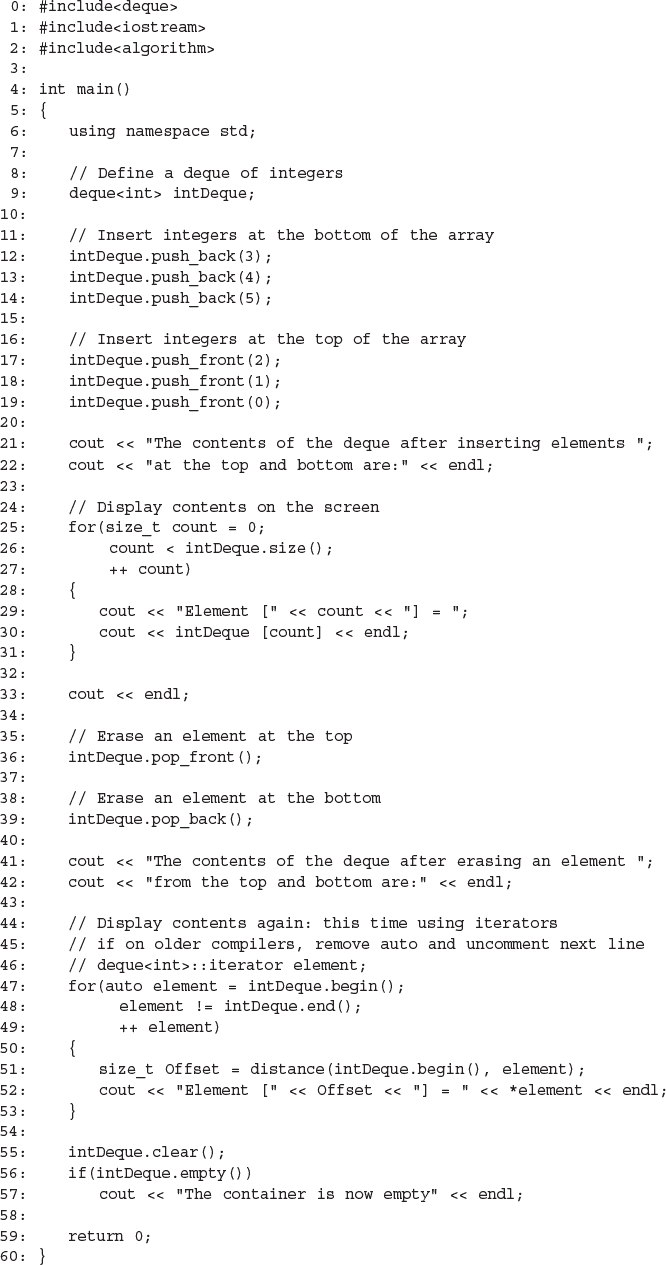 0: #include<deque>
1: #include<iostream>
2: #include<algorithm>
3:
4: int main()
5: {
6:    using namespace std;
7:
8:    // Define a deque of integers
9:    deque<int> intDeque;
10:
11:    // Insert integers at the bottom of the array
12:    intDeque.push_back(3);
13:    intDeque.push_back(4);
14:    intDeque.push_back(5);
15:
16:    // Insert integers at the top of the array
17:    intDeque.push_front(2);
18:    intDeque.push_front(1);
19:    intDeque.push_front(0);
20:
21:    cout << "The contents of the deque after inserting elements ";
22:    cout << "at the top and bottom are:" << endl;
23:
24:    // Display contents on the screen
25:    for(size_t count = 0;
26:        count < intDeque.size();
27:        ++ count)
28:    {
29:       cout << "Element [" << count << "] = ";
30:       cout << intDeque [count] << endl;
31:    }
32:
33:    cout << endl;
34:
35:    // Erase an element at the top
36:    intDeque.pop_front();
37:
38:    // Erase an element at the bottom
39:    intDeque.pop_back();
40:
41:    cout << "The contents of the deque after erasing an element ";
42:    cout << "from the top and bottom are:" << endl;
43:
44:    // Display contents again: this time using iterators
45:    // if on older compilers, remove auto and uncomment next line
46:    // deque<int>::iterator element;
47:    for(auto element = intDeque.begin();
48:         element != intDeque.end();
49:         ++ element)
50:    {
51:       size_t Offset = distance(intDeque.begin(), element);
52:       cout << "Element [" << Offset << "] = " << *element << endl;
53:    }
54:
55:    intDeque.clear();
56:    if(intDeque.empty())
57:       cout << "The container is now empty" << endl;
58:
59:    return 0;
60: }